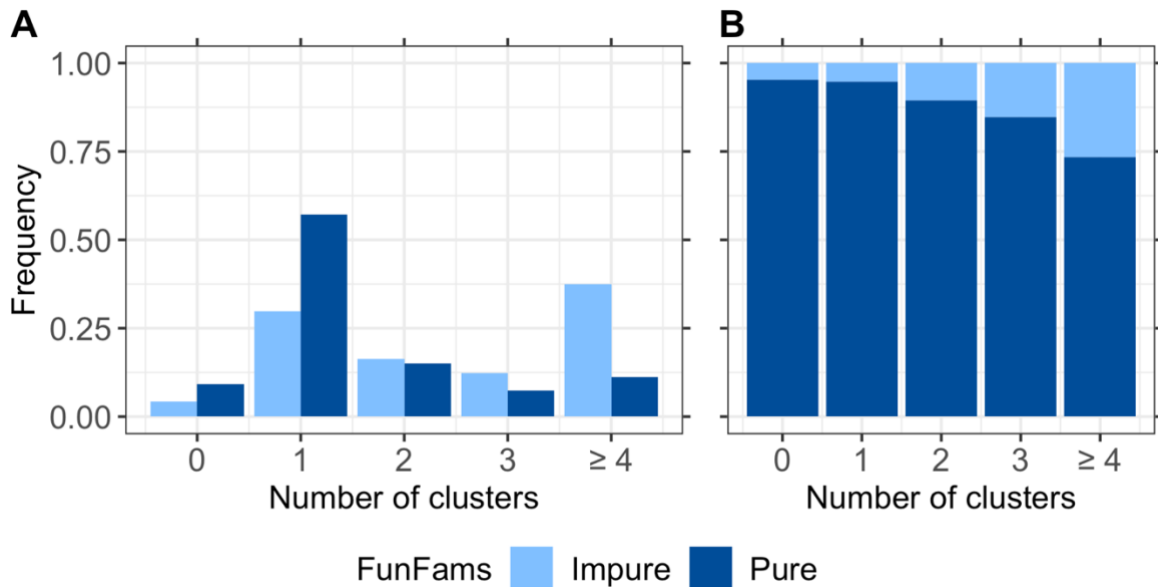 A
B
Frequency
1.00
0.75
0.50
0.25
0.00
0 1 2 3 ≥ 4
0 1 2 3 ≥ 4
Number of clusters
Number of clusters
FunFams Impure Pure